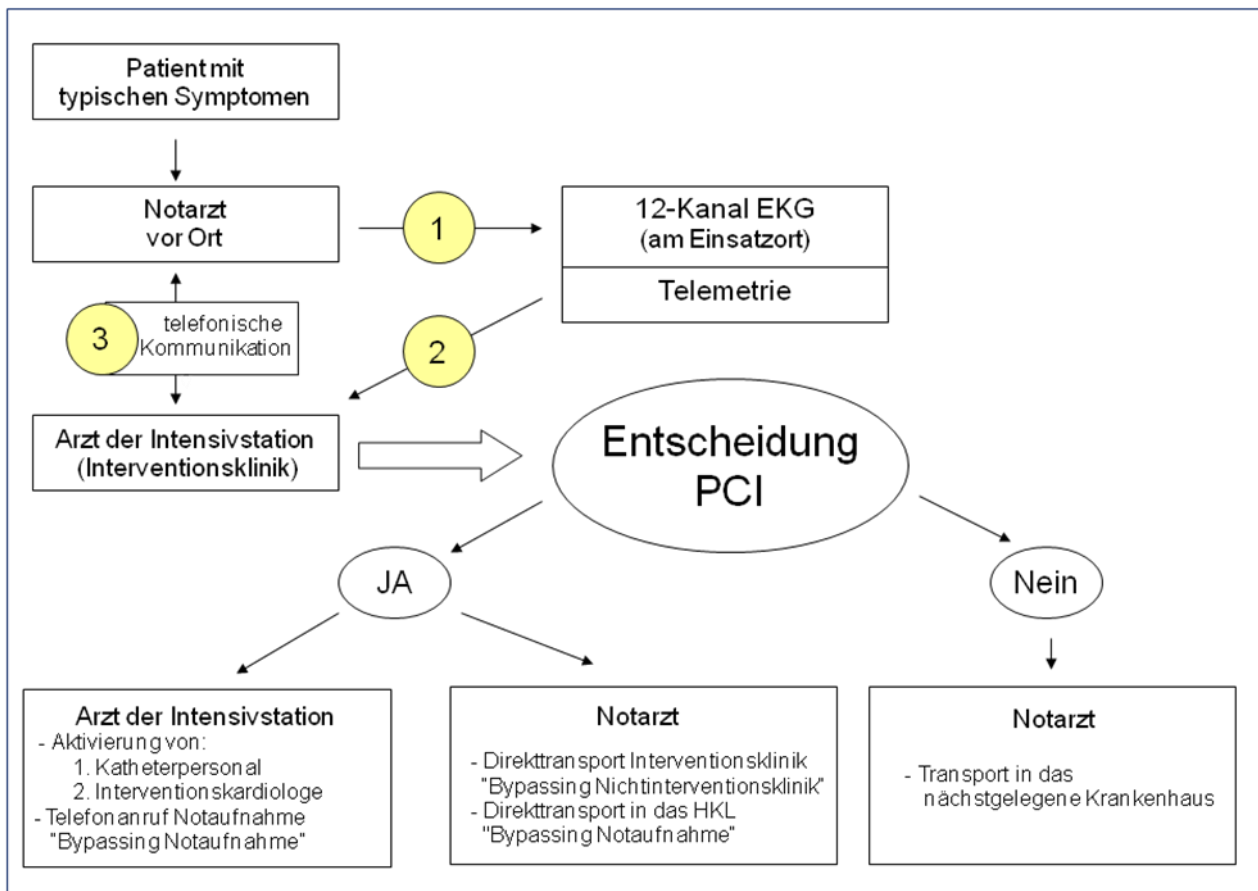 Patient mit
typischen Symptomen
Notarzt
vor Ort
1
12-Kanal EKG
(am Einsatzort)
Telemetrie
3
telefonische
Kommunikation
2
Arzt der Intensivstation
(Interventionsklinik)
Entscheidung
PCI
JA
Nein
Arzt der Intensivstation
- Aktivierung von:
1. Katheterpersonal
2. Interventionskardiologe
- Telefonanruf Notaufnahme
"Bypassing Notaufnahme"
Notarzt
- Direkttransport Interventionsklinik
"Bypassing Nichtinterventionsklinik"
- Direkttransport in das HKL
"Bypassing Notaufnahme"
Notarzt
- Transport in das
nächstgelegene Krankenhaus